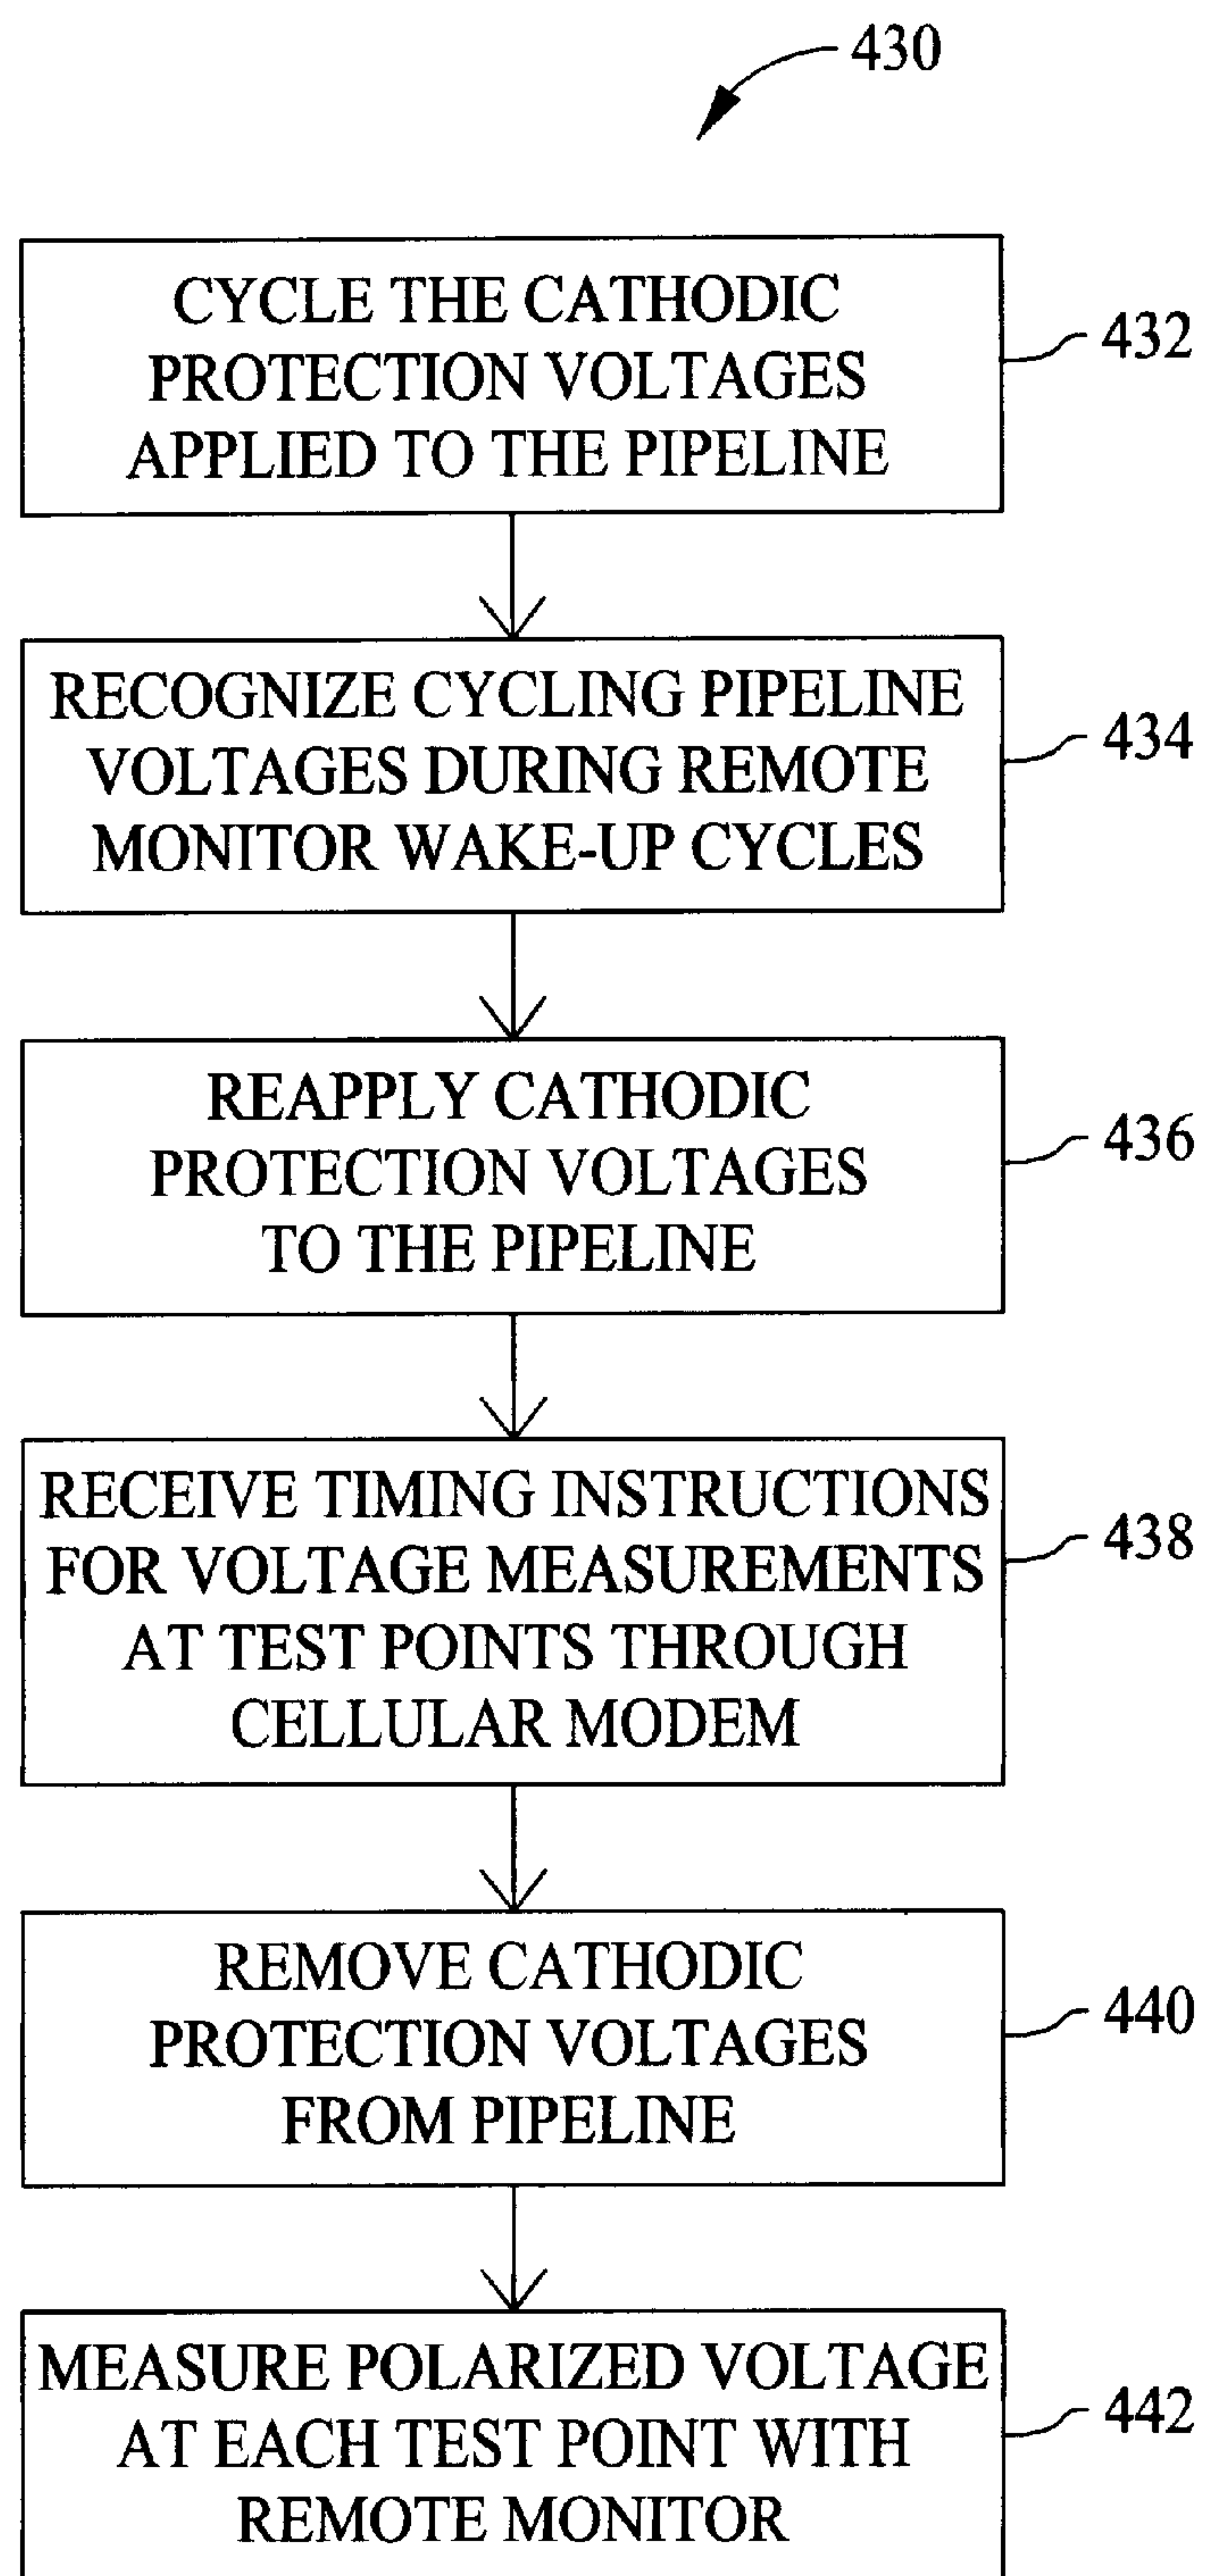 430
CYCLE THE CATHODIC
PROTECTION VOLTAGES
APPLIED TO THE PIPELINE
432
RECOGNIZE CYCLING PIPELINE
VOLTAGES DURING REMOTE
MONITOR WAKE-UP CYCLES
434
REAPPLY CATHODIC
PROTECTION VOLTAGES
TO THE PIPELINE
436
RECEIVE TIMING INSTRUCTIONS
FOR VOLTAGE MEASUREMENTS
AT TEST POINTS THROUGH
CELLULAR MODEM
438
REMOVE CATHODIC
PROTECTION VOLTAGES
FROM PIPELINE
440
MEASURE POLARIZED VOLTAGE
AT EACH TEST POINT WITH
REMOTE MONITOR
442